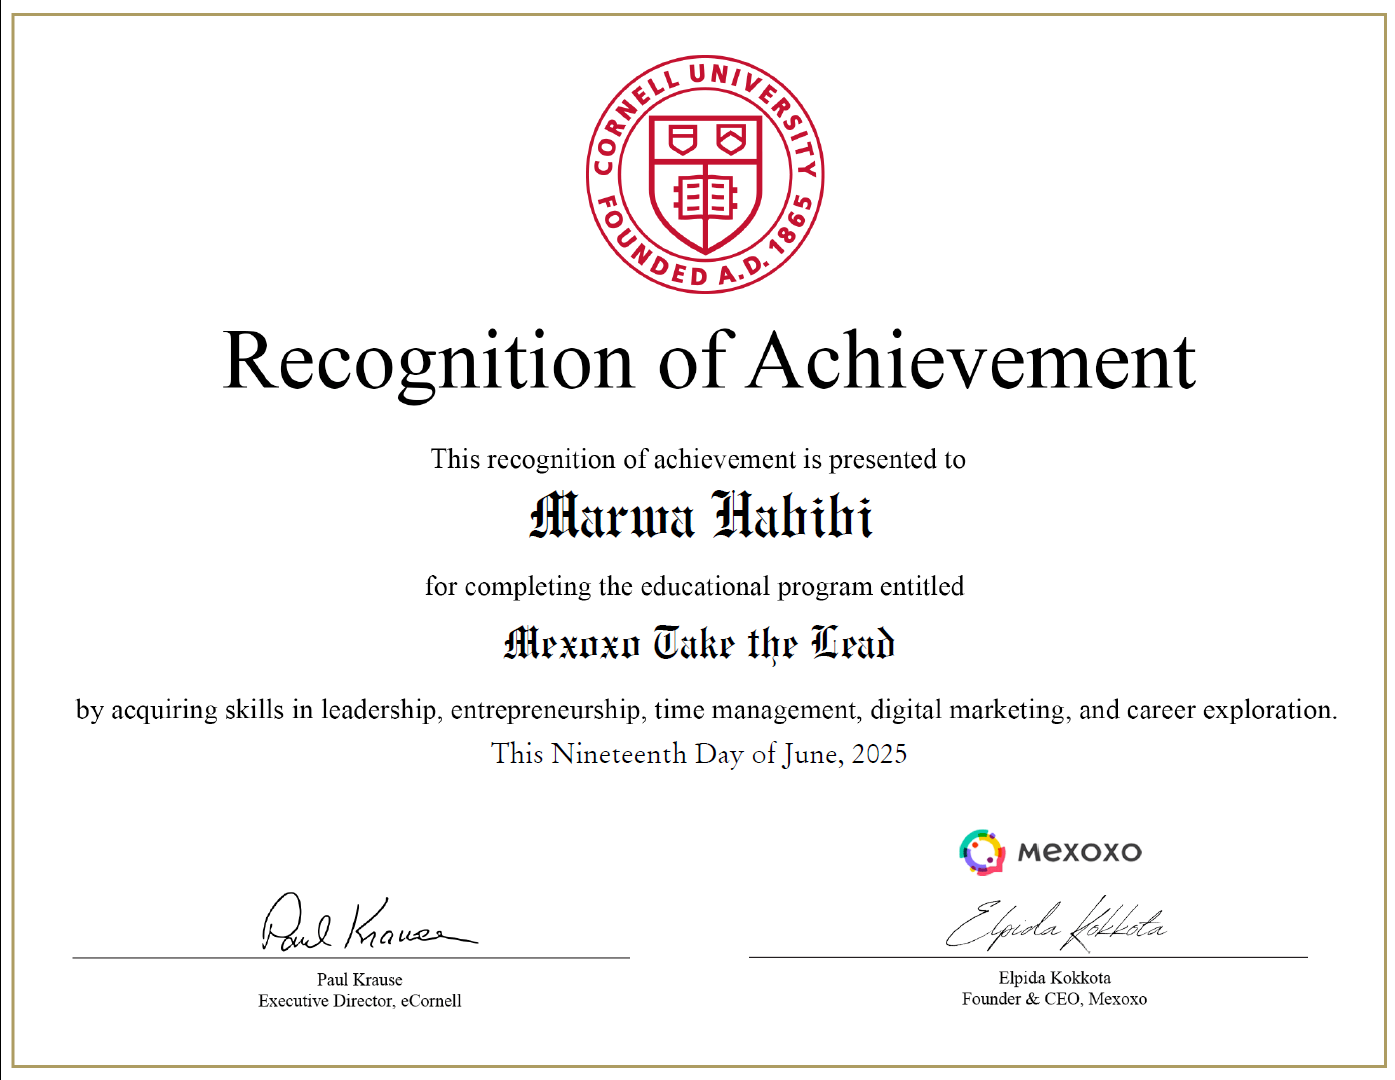 CORNELL UNIVERSITY
FOUNDED A.D. 1865
Recognition of Achievement
This recognition of achievement is presented to
Marwa Habibi
for completing the educational program entitled
Mexoxo Take the Lead
by acquiring skills in leadership, entrepreneurship, time management, digital marketing, and career exploration.
This Nineteenth Day of June, 2025
mexoxo
Paul Krause
Elpida Kokkota
Paul Krause
Executive Director, eCornell
Elpida Kokkota
Founder & CEO, Mexoxo